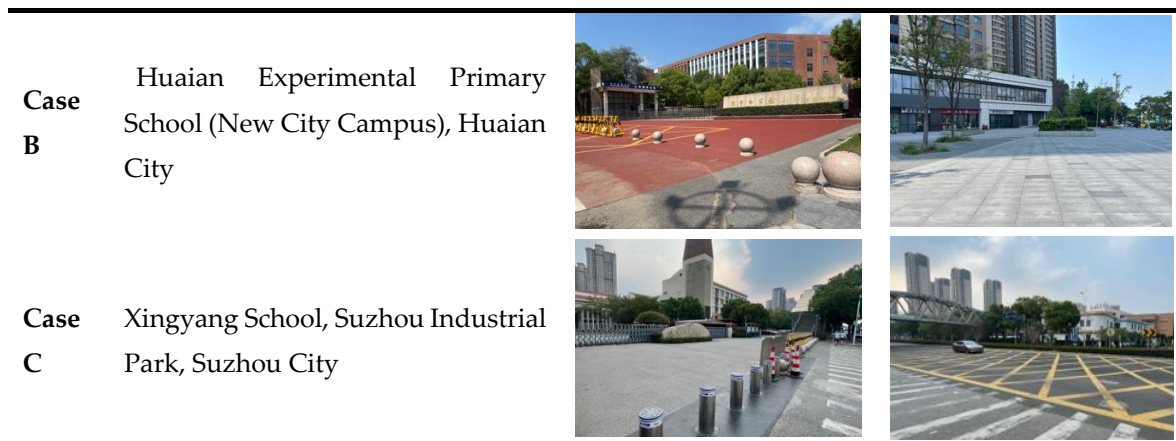 Case
B
Huaian Experimental Primary
School (New City Campus), Huaian
City
Case
C
Xingyang School, Suzhou Industrial
Park, Suzhou City